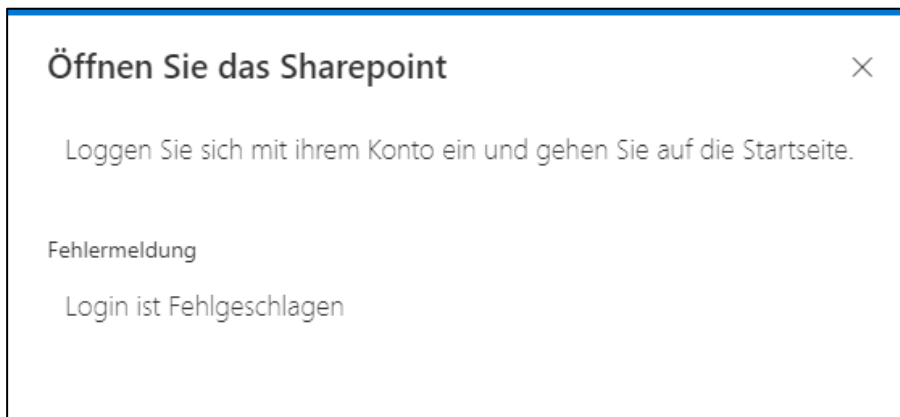 Öffnen Sie das Sharepoint
Loggen Sie sich mit ihrem Konto ein und gehen Sie auf die Startseite.
Fehlermeldung
Login ist Fehlgeschlagen